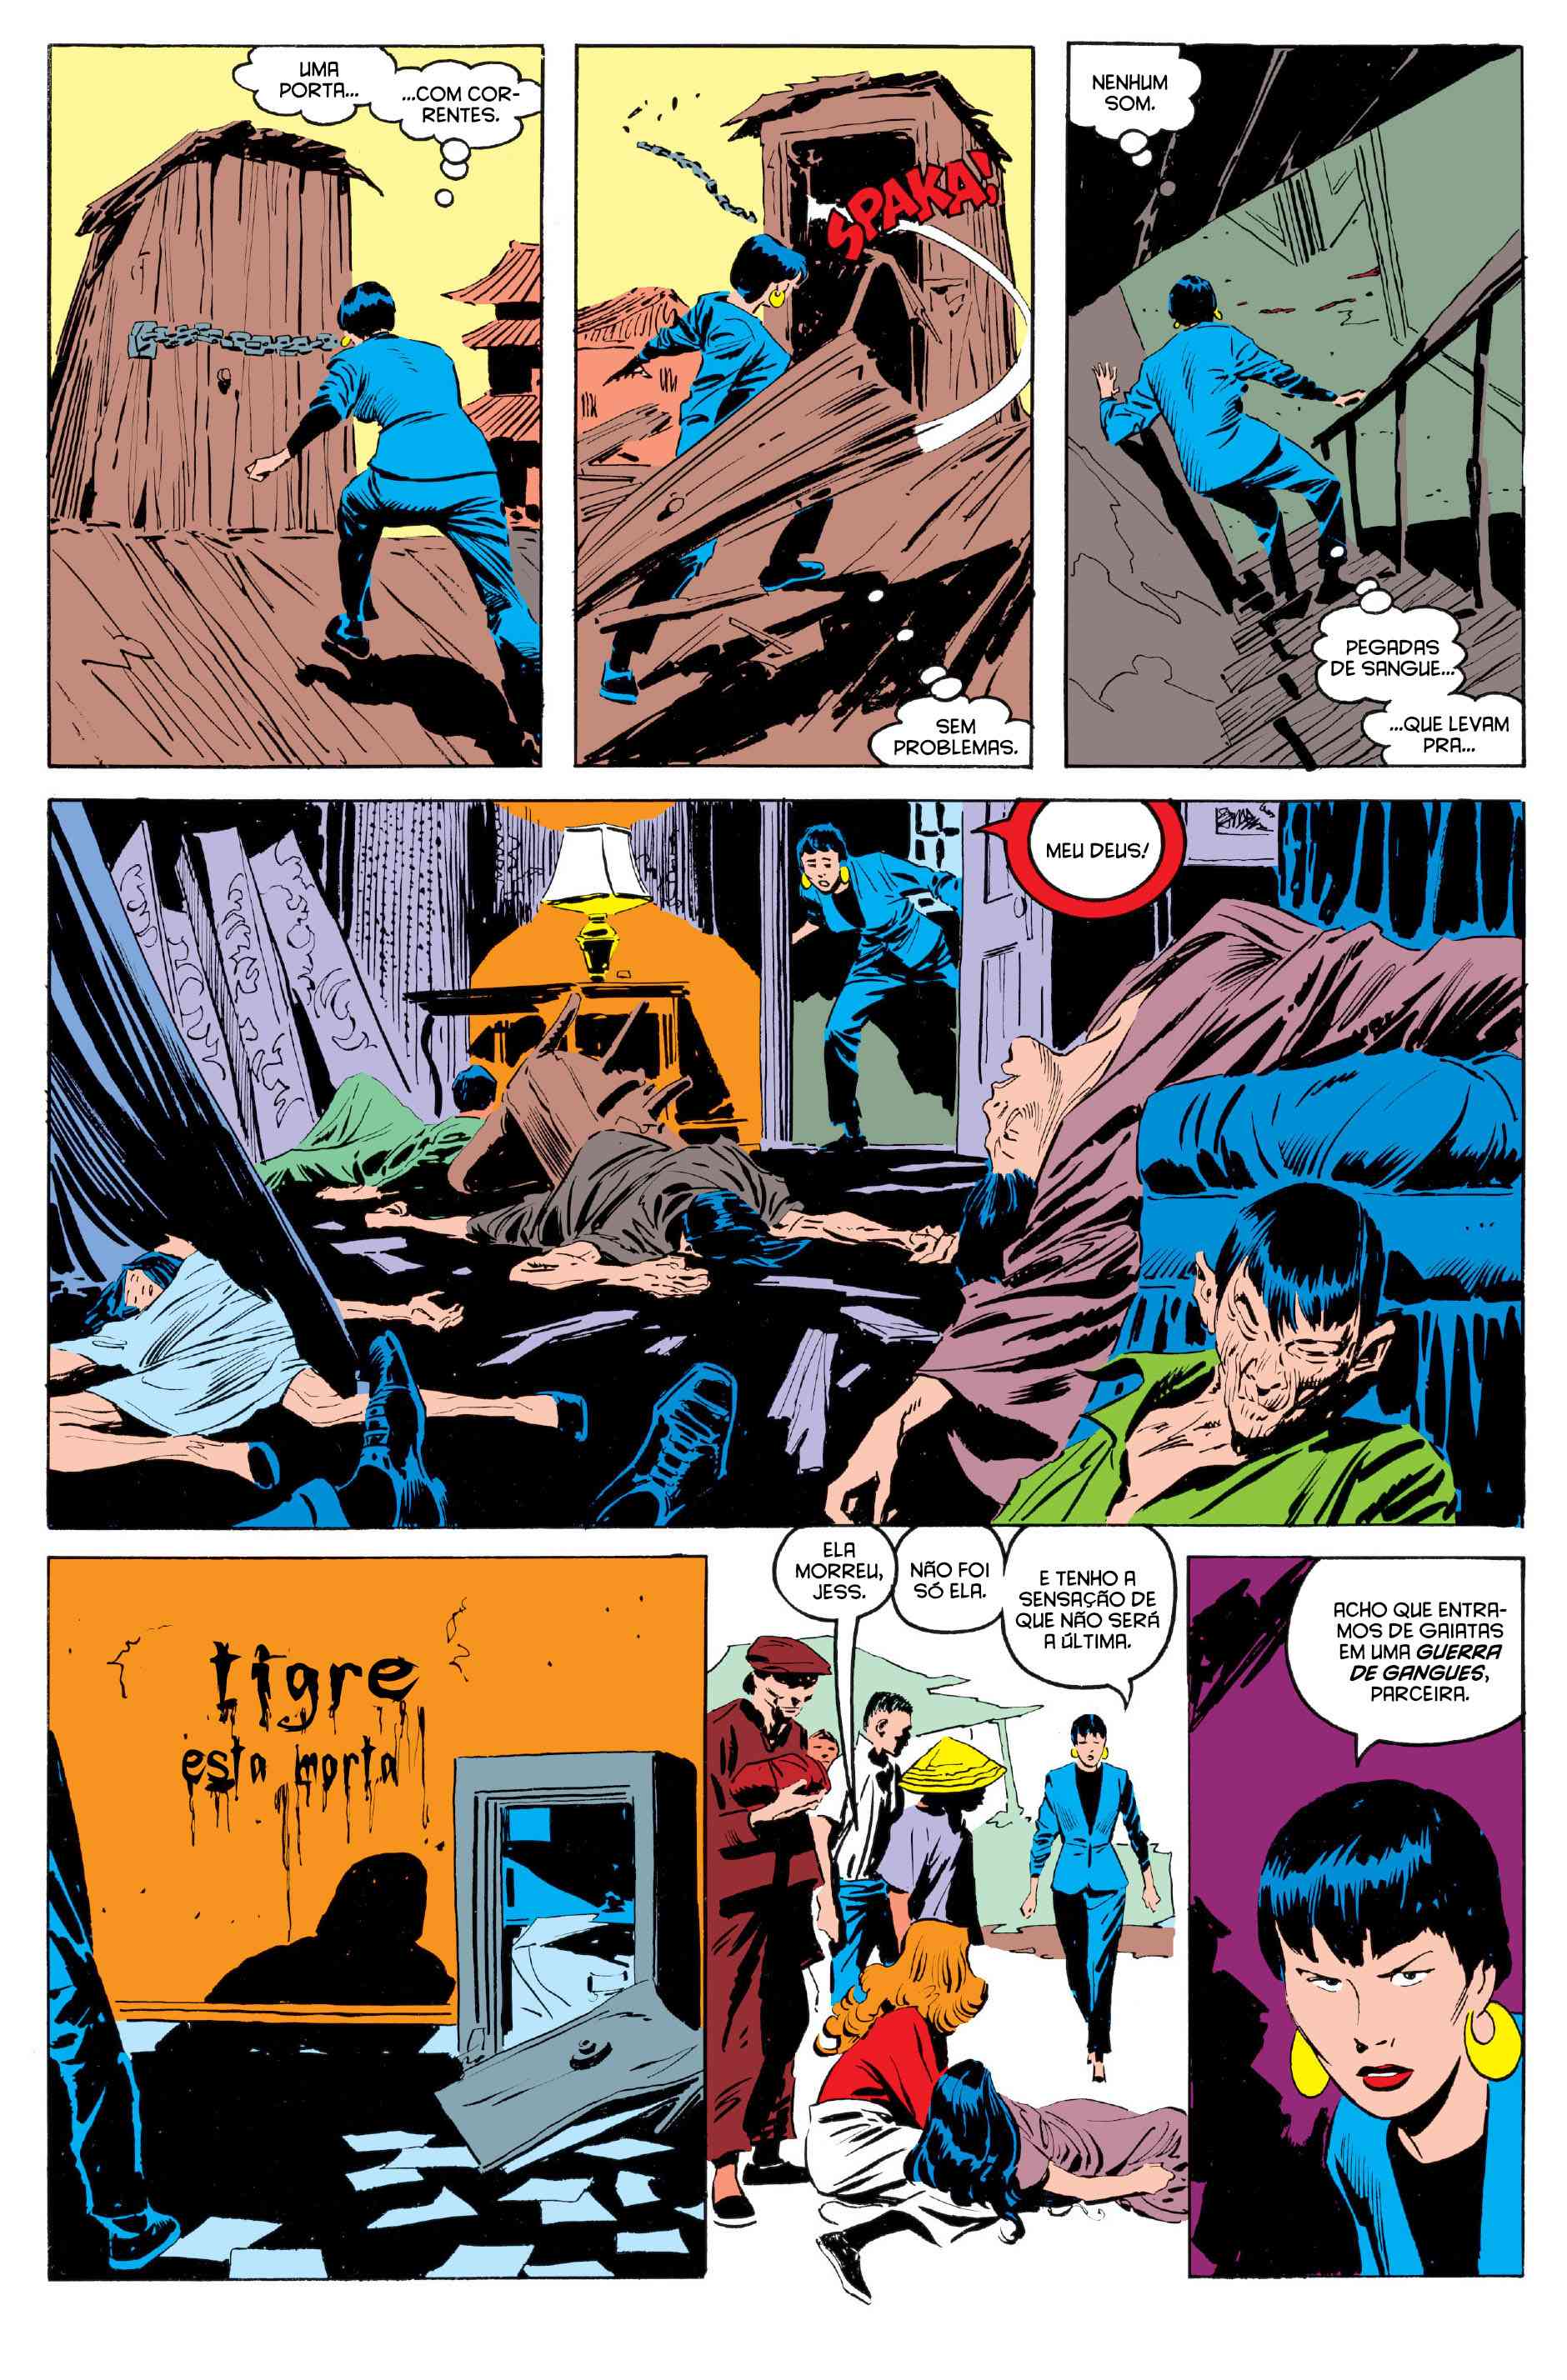 UMA
PORTA...
...COM COR-
RENTES.
SPAKA!
SEM
PROBLEMAS.
NENHUM
SOM.
PEGADAS
DE SANGUE...
...QUE LEVAM
PRA...
MEU DEUS!
tigre
esta morta
ELA
MORREU,
JESS.
NÃO FOI
SÓ ELA.
E TENHO A
SENSAÇÃO DE
QUE NÃO SERÁ
A ÚLTIMA.
ACHO QUE ENTRA-
MOS DE GAIATAS
EM UMA GUERRA
DE GANGUES,
PARCEIRA.